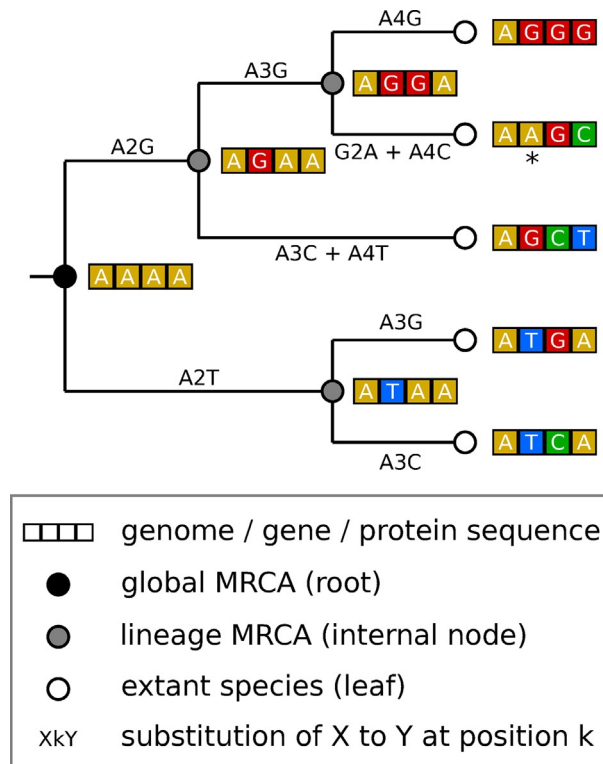 A4G
A G G G
A3G
A G G A
G2A + A4C
A A G C
*
A2G
A G A A
A3C + A4T
A G C T
A A A A
A3G
A T G A
A2T
A T A A
A3C
A T C A
genome / gene / protein sequence
global MRCA (root)
lineage MRCA (internal node)
extant species (leaf)
XkY substitution of X to Y at position k